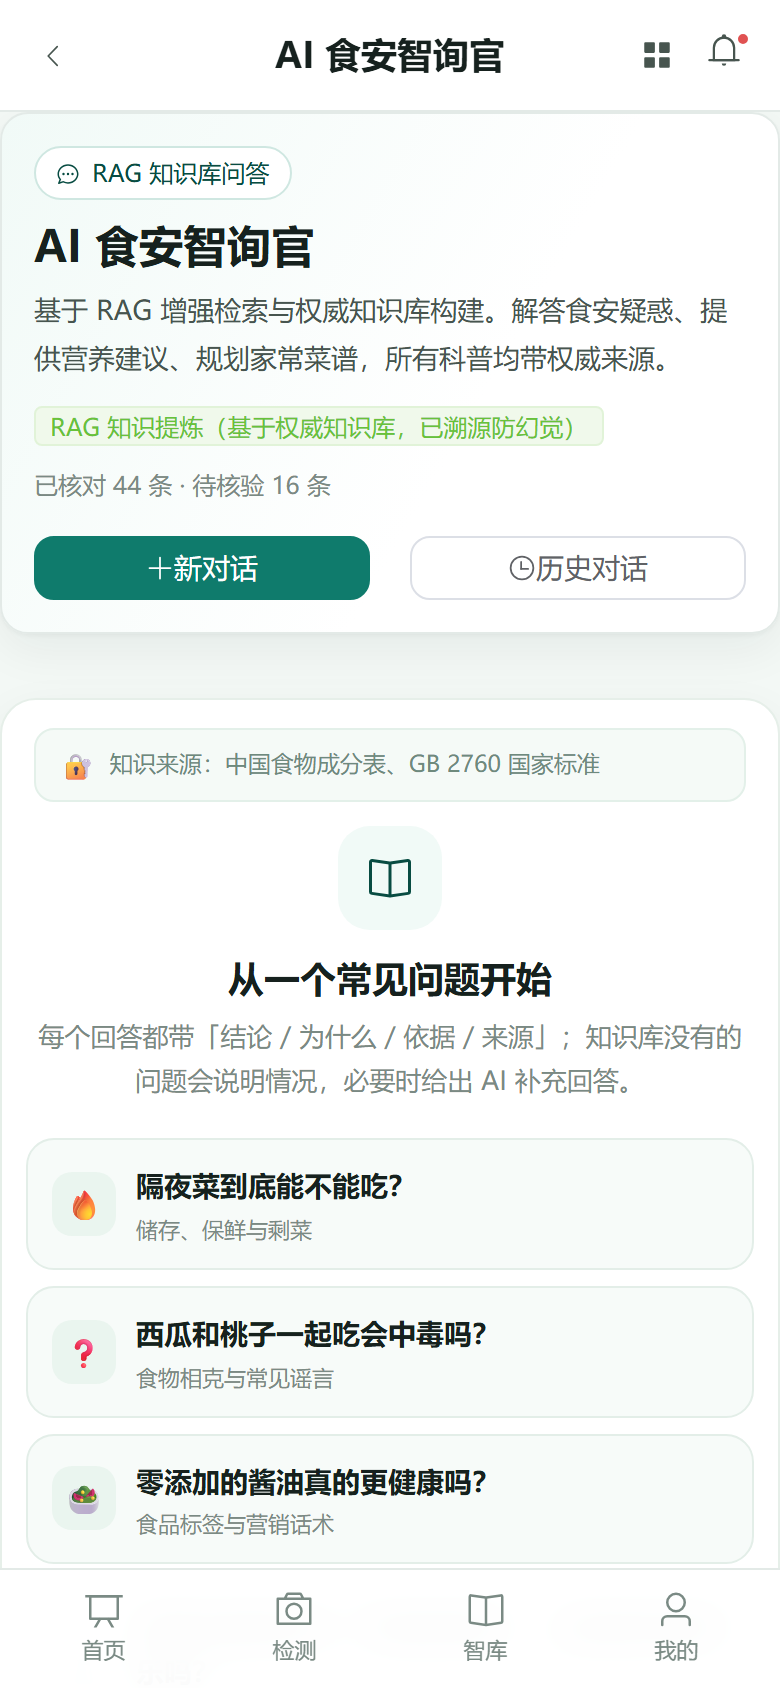 AI 食安智询官
RAG 知识库问答
AI 食安智询官
基于 RAG 增强检索与权威知识库构建。解答食安疑惑、提
供营养建议、规划家常菜谱，所有科普均带权威来源。
RAG 知识提炼（基于权威知识库，已溯源防幻觉）
已核对 44 条 · 待核验 16 条
新对话
历史对话
知识来源：中国食物成分表、GB 2760 国家标准
从一个常见问题开始
每个回答都带「结论 / 为什么 / 依据 / 来源」；知识库没有的
问题会说明情况，必要时给出 AI 补充回答。
隔夜菜到底能不能吃？
储存、保鲜与剩菜
西瓜和桃子一起吃会中毒吗？
食物相克与常见谣言
零添加的酱油真的更健康吗？
食品标签与营销话术
首页
检测
智库
我的